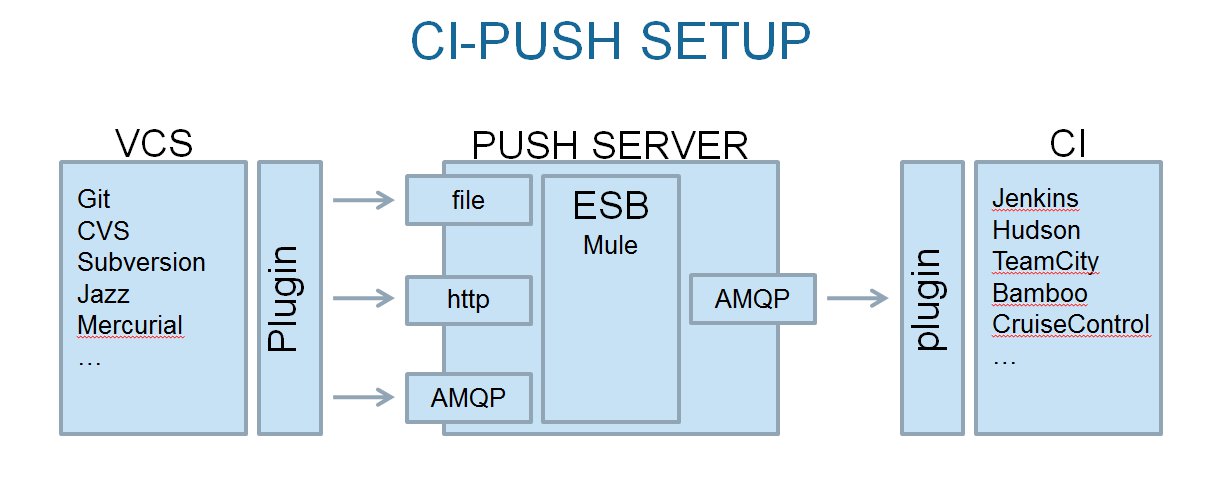 CI-PUSH SETUP
VCS
Git
CVS
Subversion
Jazz
Mercurial
…
Plugin
PUSH SERVER
file
http
AMQP
ESB
Mule
AMQP
plugin
CI
Jenkins
Hudson
TeamCity
Bamboo
CruiseControl
…